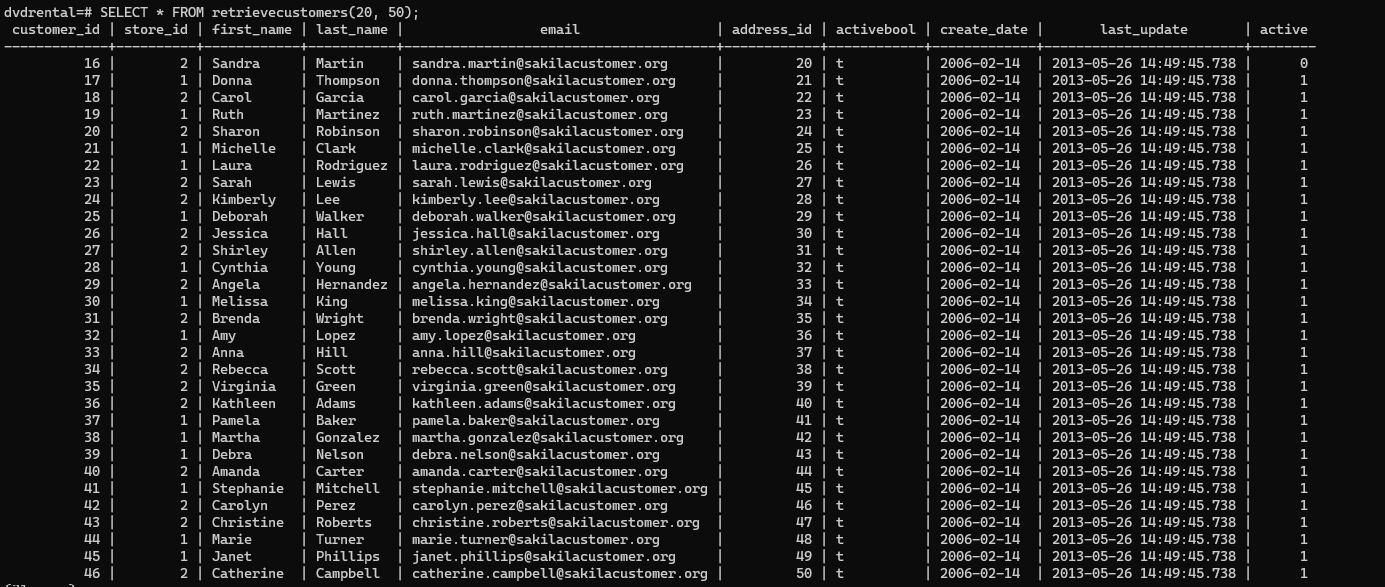 dvdrental=# SELECT * FROM retrievecustomers(20, 50);
 customer_id | store_id | first_name | last_name |                email                | address_id | activebool | create_date |       last_update       | active
-------------+----------+------------+-----------+-------------------------------------+------------+------------+-------------+-------------------------+--------
          16 |        2 | Sandra     | Martin    | sandra.martin@sakilacustomer.org     |         20 | t          | 2006-02-14  | 2013-05-26 14:49:45.738 |      0
          17 |        1 | Donna      | Thompson  | donna.thompson@sakilacustomer.org    |         21 | t          | 2006-02-14  | 2013-05-26 14:49:45.738 |      1
          18 |        2 | Carol      | Garcia    | carol.garcia@sakilacustomer.org      |         22 | t          | 2006-02-14  | 2013-05-26 14:49:45.738 |      1
          19 |        1 | Ruth       | Martinez  | ruth.martinez@sakilacustomer.org     |         23 | t          | 2006-02-14  | 2013-05-26 14:49:45.738 |      1
          20 |        2 | Sharon     | Robinson  | sharon.robinson@sakilacustomer.org   |         24 | t          | 2006-02-14  | 2013-05-26 14:49:45.738 |      1
          21 |        1 | Michelle   | Clark     | michelle.clark@sakilacustomer.org    |         25 | t          | 2006-02-14  | 2013-05-26 14:49:45.738 |      1
          22 |        1 | Laura      | Rodriguez | laura.rodriguez@sakilacustomer.org   |         26 | t          | 2006-02-14  | 2013-05-26 14:49:45.738 |      1
          23 |        2 | Sarah      | Lewis     | sarah.lewis@sakilacustomer.org       |         27 | t          | 2006-02-14  | 2013-05-26 14:49:45.738 |      1
          24 |        2 | Kimberly   | Lee       | kimberly.lee@sakilacustomer.org      |         28 | t          | 2006-02-14  | 2013-05-26 14:49:45.738 |      1
          25 |        1 | Deborah    | Walker    | deborah.walker@sakilacustomer.org    |         29 | t          | 2006-02-14  | 2013-05-26 14:49:45.738 |      1
          26 |        2 | Jessica    | Hall      | jessica.hall@sakilacustomer.org      |         30 | t          | 2006-02-14  | 2013-05-26 14:49:45.738 |      1
          27 |        2 | Shirley    | Allen     | shirley.allen@sakilacustomer.org     |         31 | t          | 2006-02-14  | 2013-05-26 14:49:45.738 |      1
          28 |        1 | Cynthia    | Young     | cynthia.young@sakilacustomer.org     |         32 | t          | 2006-02-14  | 2013-05-26 14:49:45.738 |      1
          29 |        2 | Angela     | Hernandez | angela.hernandez@sakilacustomer.org  |         33 | t          | 2006-02-14  | 2013-05-26 14:49:45.738 |      1
          30 |        1 | Melissa    | King      | melissa.king@sakilacustomer.org      |         34 | t          | 2006-02-14  | 2013-05-26 14:49:45.738 |      1
          31 |        2 | Brenda     | Wright    | brenda.wright@sakilacustomer.org     |         35 | t          | 2006-02-14  | 2013-05-26 14:49:45.738 |      1
          32 |        1 | Amy        | Lopez     | amy.lopez@sakilacustomer.org         |         36 | t          | 2006-02-14  | 2013-05-26 14:49:45.738 |      1
          33 |        2 | Anna       | Hill      | anna.hill@sakilacustomer.org         |         37 | t          | 2006-02-14  | 2013-05-26 14:49:45.738 |      1
          34 |        2 | Rebecca    | Scott     | rebecca.scott@sakilacustomer.org     |         38 | t          | 2006-02-14  | 2013-05-26 14:49:45.738 |      1
          35 |        2 | Virginia   | Green     | virginia.green@sakilacustomer.org    |         39 | t          | 2006-02-14  | 2013-05-26 14:49:45.738 |      1
          36 |        2 | Kathleen   | Adams     | kathleen.adams@sakilacustomer.org    |         40 | t          | 2006-02-14  | 2013-05-26 14:49:45.738 |      1
          37 |        1 | Pamela     | Baker     | pamela.baker@sakilacustomer.org      |         41 | t          | 2006-02-14  | 2013-05-26 14:49:45.738 |      1
          38 |        1 | Martha     | Gonzalez  | martha.gonzalez@sakilacustomer.org   |         42 | t          | 2006-02-14  | 2013-05-26 14:49:45.738 |      1
          39 |        1 | Debra      | Nelson    | debra.nelson@sakilacustomer.org      |         43 | t          | 2006-02-14  | 2013-05-26 14:49:45.738 |      1
          40 |        2 | Amanda     | Carter    | amanda.carter@sakilacustomer.org     |         44 | t          | 2006-02-14  | 2013-05-26 14:49:45.738 |      1
          41 |        1 | Stephanie  | Mitchell  | stephanie.mitchell@sakilacustomer.org |         45 | t          | 2006-02-14  | 2013-05-26 14:49:45.738 |      1
          42 |        2 | Carolyn    | Perez     | carolyn.perez@sakilacustomer.org     |         46 | t          | 2006-02-14  | 2013-05-26 14:49:45.738 |      1
          43 |        2 | Christine  | Roberts   | christine.roberts@sakilacustomer.org |         47 | t          | 2006-02-14  | 2013-05-26 14:49:45.738 |      1
          44 |        1 | Marie      | Turner    | marie.turner@sakilacustomer.org      |         48 | t          | 2006-02-14  | 2013-05-26 14:49:45.738 |      1
          45 |        1 | Janet      | Phillips  | janet.phillips@sakilacustomer.org    |         49 | t          | 2006-02-14  | 2013-05-26 14:49:45.738 |      1
          46 |        2 | Catherine  | Campbell  | catherine.campbell@sakilacustomer.org |         50 | t          | 2006-02-14  | 2013-05-26 14:49:45.738 |      1